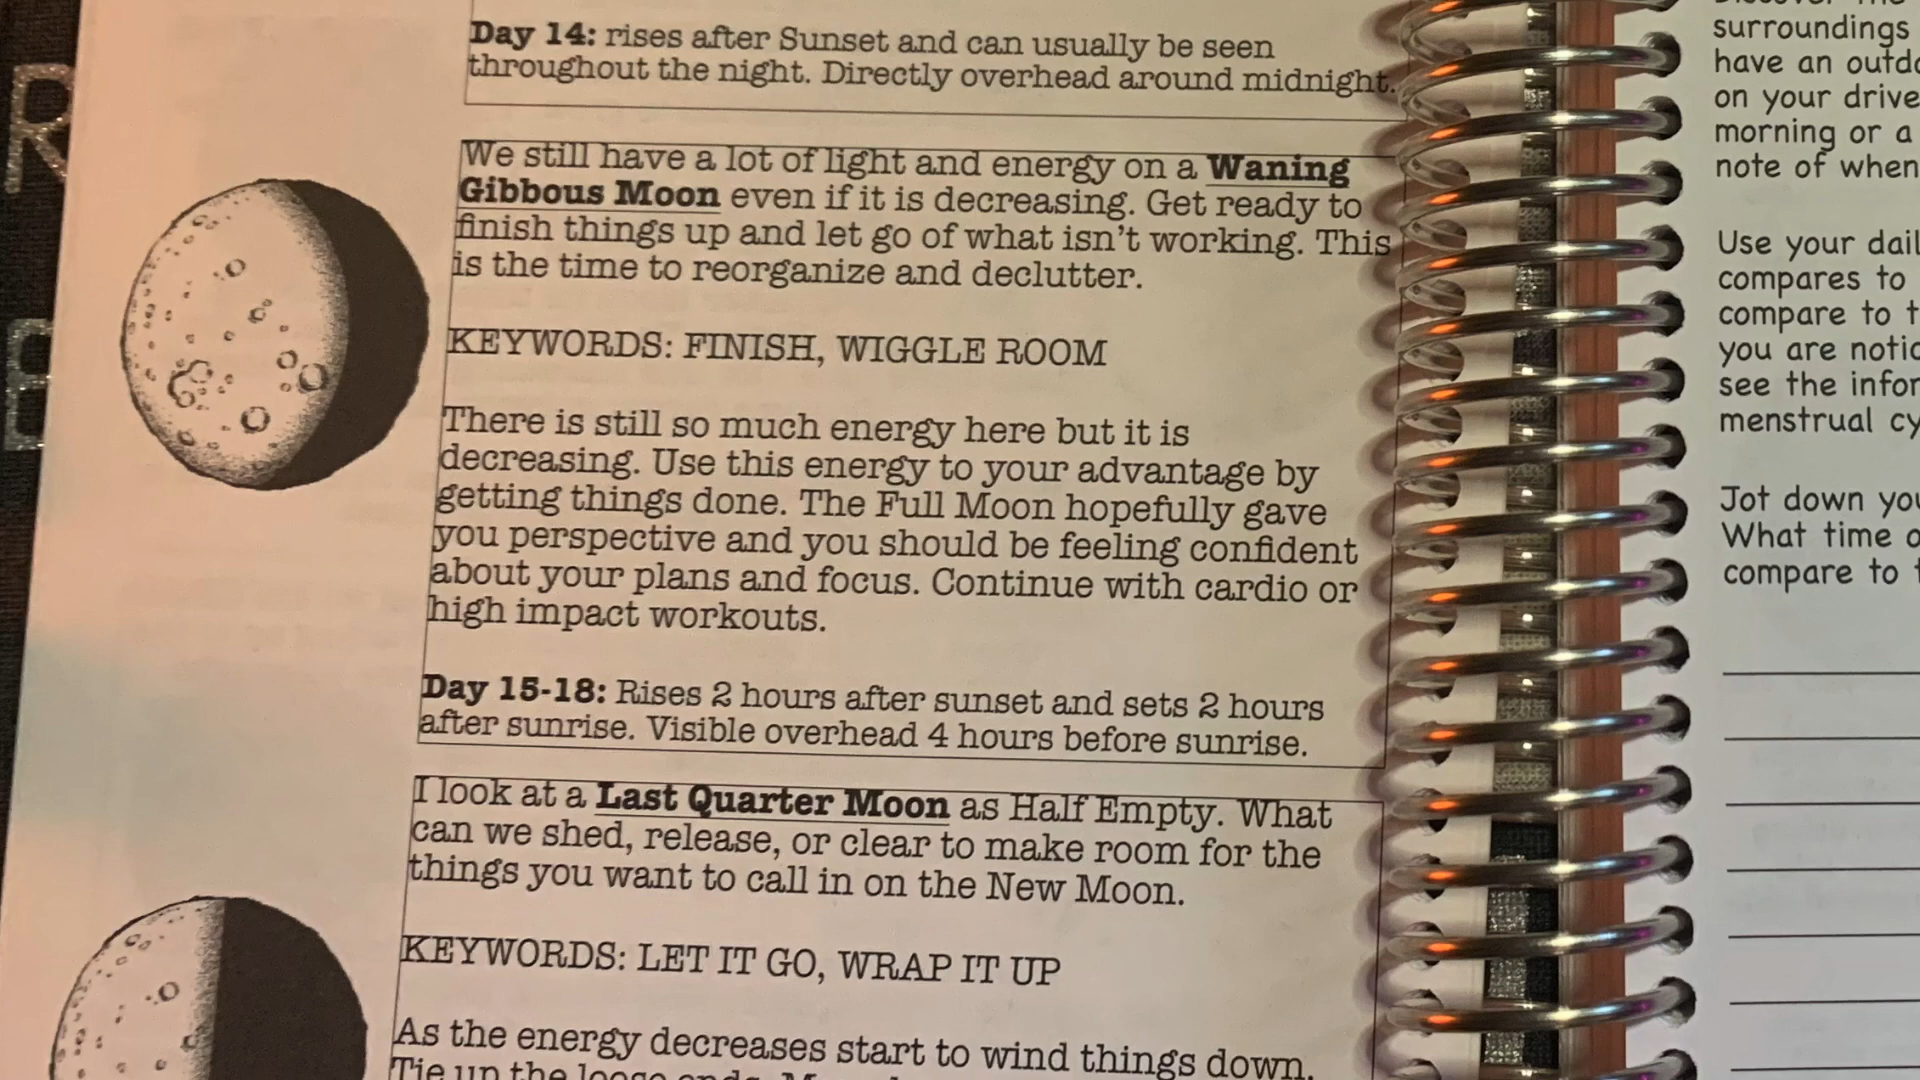 R
E
Day 14: rises after Sunset and can usually be seen
throughout the night. Directly overhead around midnight.
We still have a lot of light and energy on a Waning
Gibbous Moon even if it is decreasing. Get ready to
finish things up and let go of what isn't working. This
is the time to reorganize and declutter.
KEYWORDS: FINISH, WIGGLE ROOM
There is still so much energy here but it is
decreasing. Use this energy to your advantage by
getting things done. The Full Moon hopefully gave
you perspective and you should be feeling confident
about your plans and focus. Continue with cardio or
high impact workouts.
Day 15-18: Rises 2 hours after sunset and sets 2 hours
after sunrise. Visible overhead 4 hours before sunrise.
I look at a Last Quarter Moon as Half Empty. What
can we shed, release, or clear to make room for the
things you want to call in on the New Moon.
KEYWORDS: LET IT GO, WRAP IT UP
As the energy decreases start to wind things down.
Tie up the loose ends.
surroundings
have an
on your
morning or a
note of when
Use your
compares to
compare to
you are
see the
menstrual
Jot down
What time
compare to